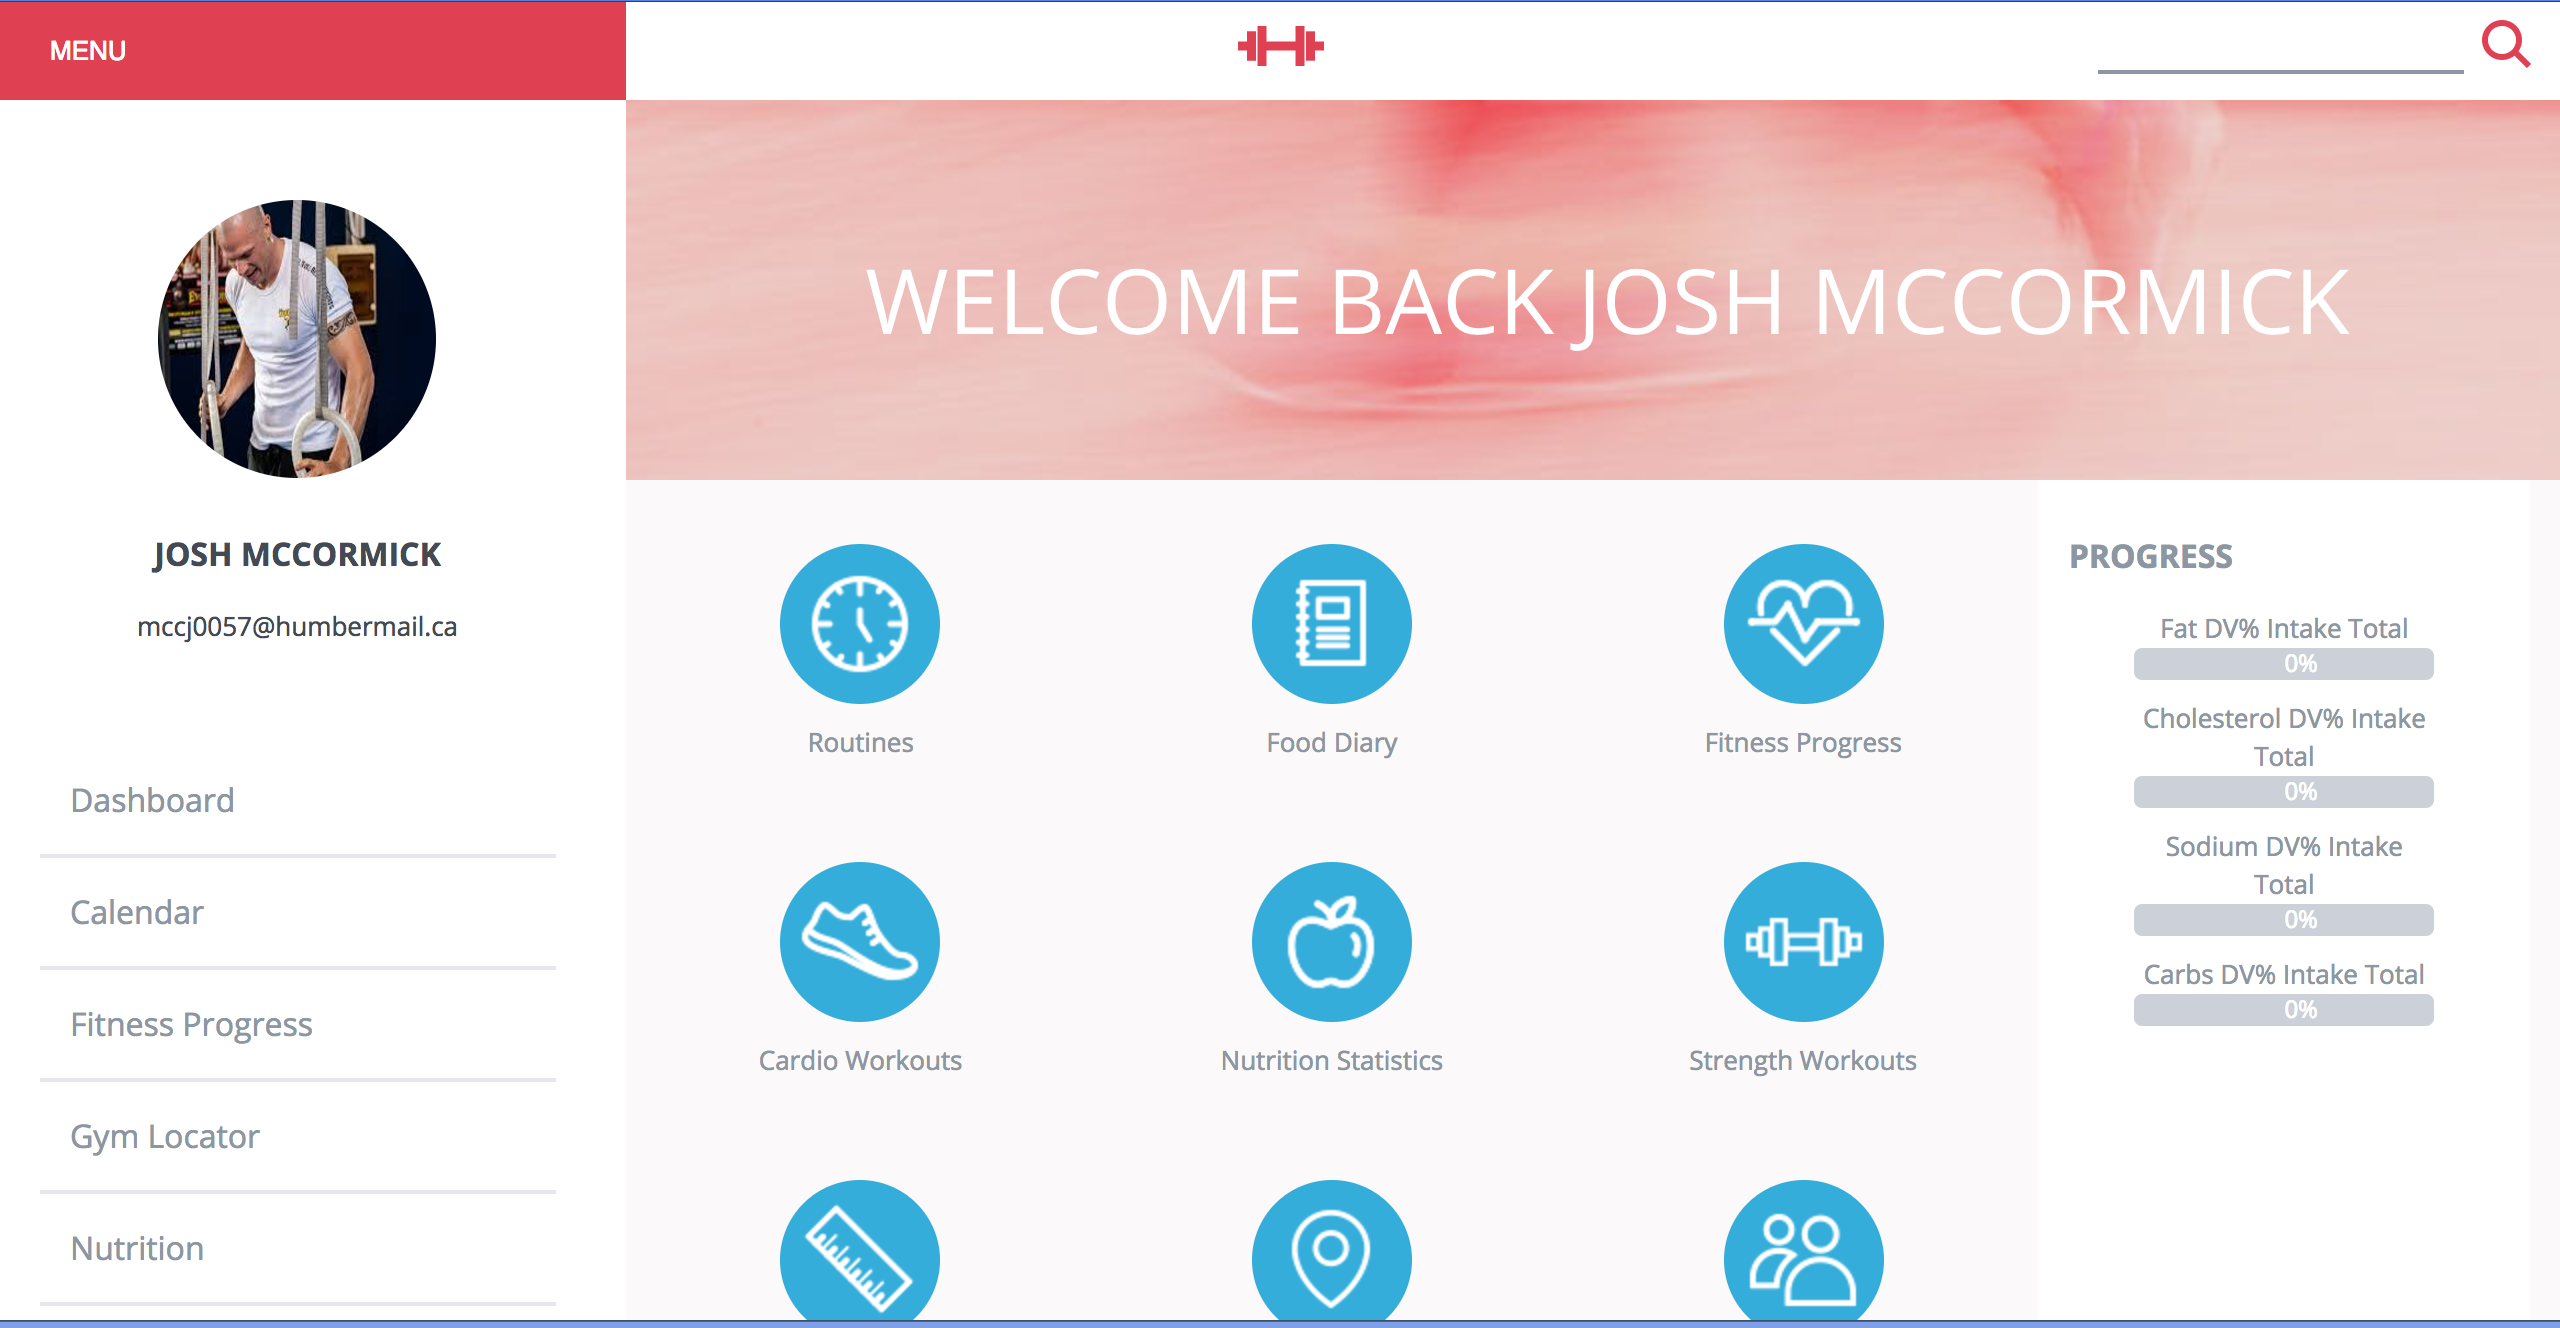 MENU
JOSH MCCORMICK
mccj0057@humbermail.ca
Dashboard
Calendar
Fitness Progress
Gym Locator
Nutrition
WELCOME BACK JOSH MCCORMICK
Routines
Food Diary
Fitness Progress
Cardio Workouts
Nutrition Statistics
Strength Workouts
PROGRESS
Fat DV% Intake Total
0%
Cholesterol DV% Intake
Total
0%
Sodium DV% Intake
Total
0%
Carbs DV% Intake Total
0%